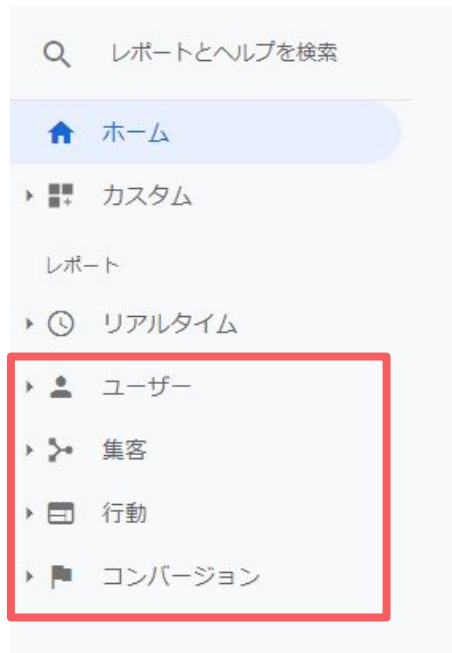 レポートとヘルプを検索
ホーム
カスタム
レポート
リアルタイム
ユーザー
集客
行動
コンバージョン